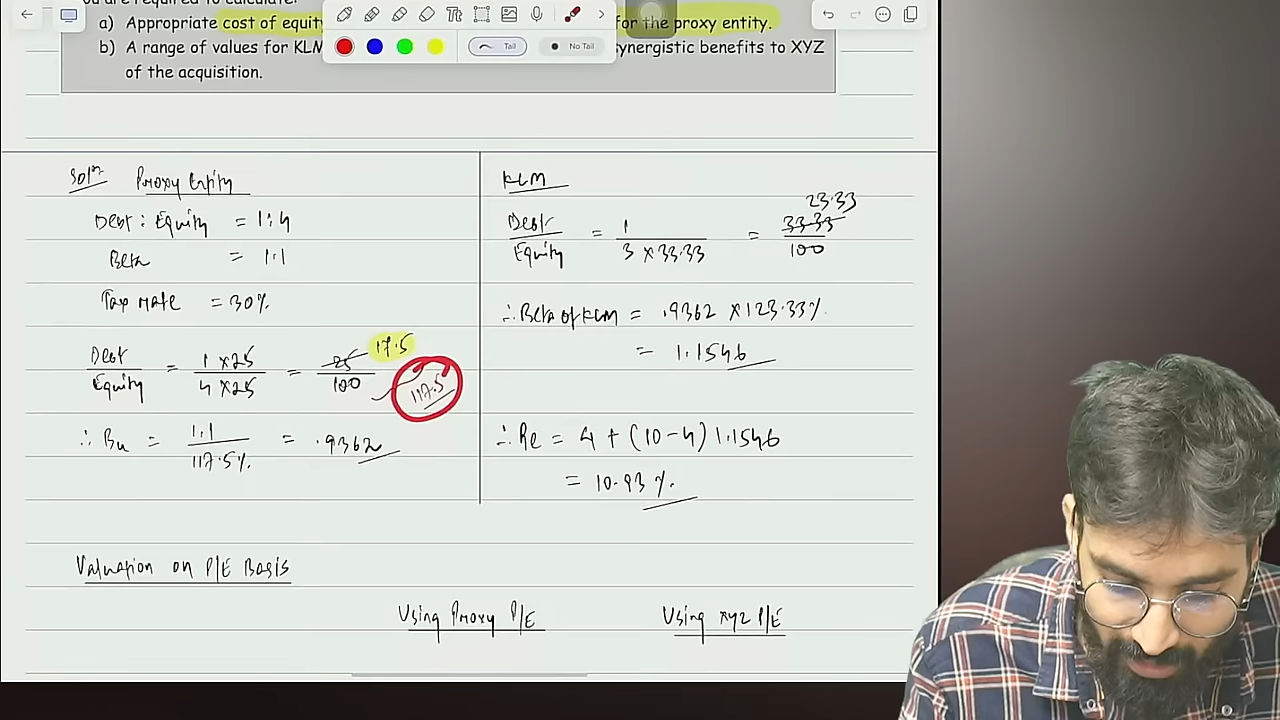 a) Appropriate cost of equity for the proxy entity.
b) A range of values for KLM synergistic benefits to XYZ
of the acquisition.
Tail
No Tail
Solⁿ Proxy Entity
Debt : Equity = 1:4
Beta = 1.1
Tax rate = 30%
Debt/Equity = 1 x 25 / 4 x 25 = 25 17.5 / 100
117.5
∴ Bu = 1.1 / 117.5% = .9362
KLM
Debt/Equity = 1 / 3 x 33.33 = 33.33 23.33 / 100
∴ Beta of KLM = .9362 x 123.33%
= 1.1546
∴ Re = 4 + (10-4) 1.1546
= 10.93%
Valuation on P/E Basis
Using Proxy P/E
Using XYZ P/E